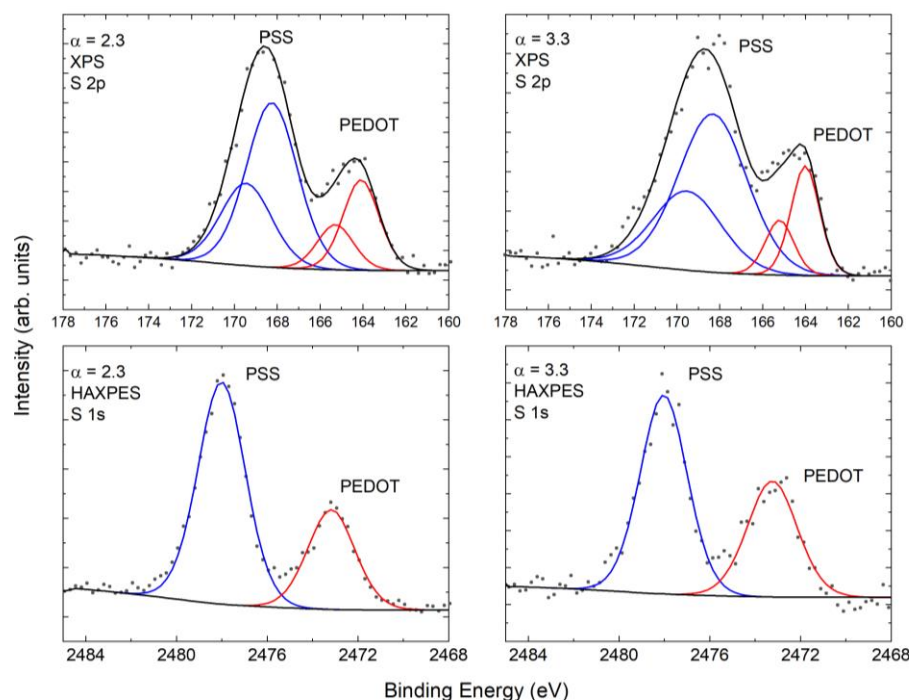 α = 2.3
XPS
S 2p
PSS
PEDOT
178 176 174 172 170 168 166 164 162 160
α = 3.3
XPS
S 2p
PSS
PEDOT
178 176 174 172 170 168 166 164 162 160
Intensity (arb. units)
α = 2.3
HAXPES
S 1s
PSS
PEDOT
2484 2480 2476 2472 2468
α = 3.3
HAXPES
S 1s
PSS
PEDOT
2484 2480 2476 2472 2468
Binding Energy (eV)